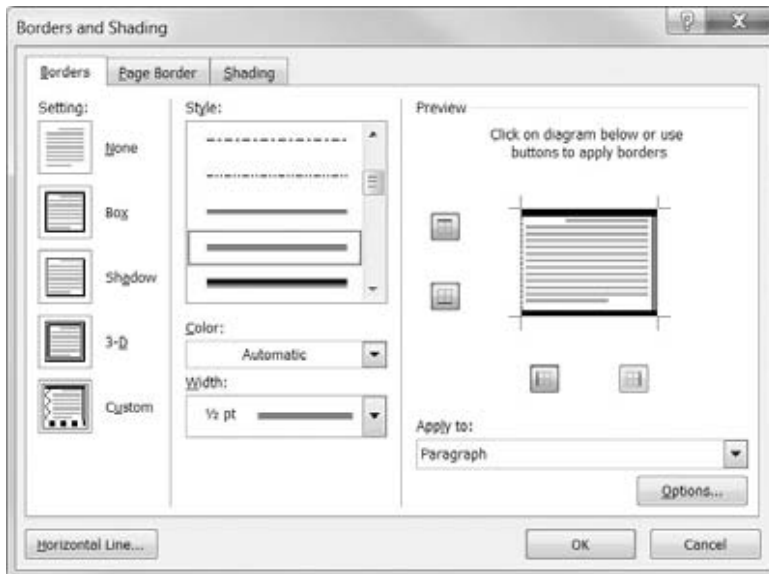 Borders and Shading
Borders
Page Border
Shading
Setting:
None
Box
Shadow
3-D
Custom
Style:
Color:
Automatic
Width:
½ pt
Preview
Click on diagram below or use
buttons to apply borders
Apply to:
Paragraph
Options...
Horizontal Line...
OK
Cancel